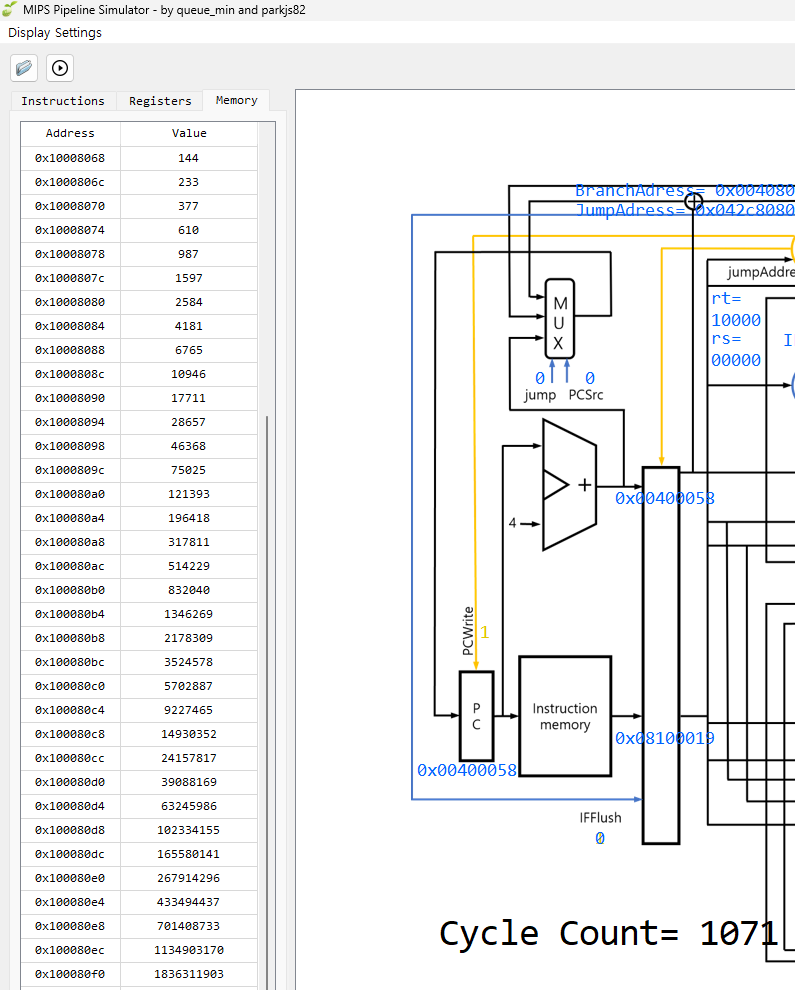 MIPS Pipeline Simulator - by queue_min and parkjs82
Display Settings
Instructions Registers Memory
Address Value
0x10008068 144
0x1000806c 233
0x10008070 377
0x10008074 610
0x10008078 987
0x1000807c 1597
0x10008080 2584
0x10008084 4181
0x10008088 6765
0x1000808c 10946
0x10008090 17711
0x10008094 28657
0x10008098 46368
0x1000809c 75025
0x100080a0 121393
0x100080a4 196418
0x100080a8 317811
0x100080ac 514229
0x100080b0 832040
0x100080b4 1346269
0x100080b8 2178309
0x100080bc 3524578
0x100080c0 5702887
0x100080c4 9227465
0x100080c8 14930352
0x100080cc 24157817
0x100080d0 39088169
0x100080d4 63245986
0x100080d8 102334155
0x100080dc 165580141
0x100080e0 267914296
0x100080e4 433494437
0x100080e8 701408733
0x100080ec 1134903170
0x100080f0 1836311903
BranchAdress= 0x004080
JumpAdress= 0x042c8080
jumpAddre
rt=
10000
rs=
00000
I
M
U
X
0 0
jump PCSrc
+
4
0x00400058
PCWrite
1
P
C
Instruction
memory
0x08100019
0x00400058
IFFlush
0
Cycle Count= 1071